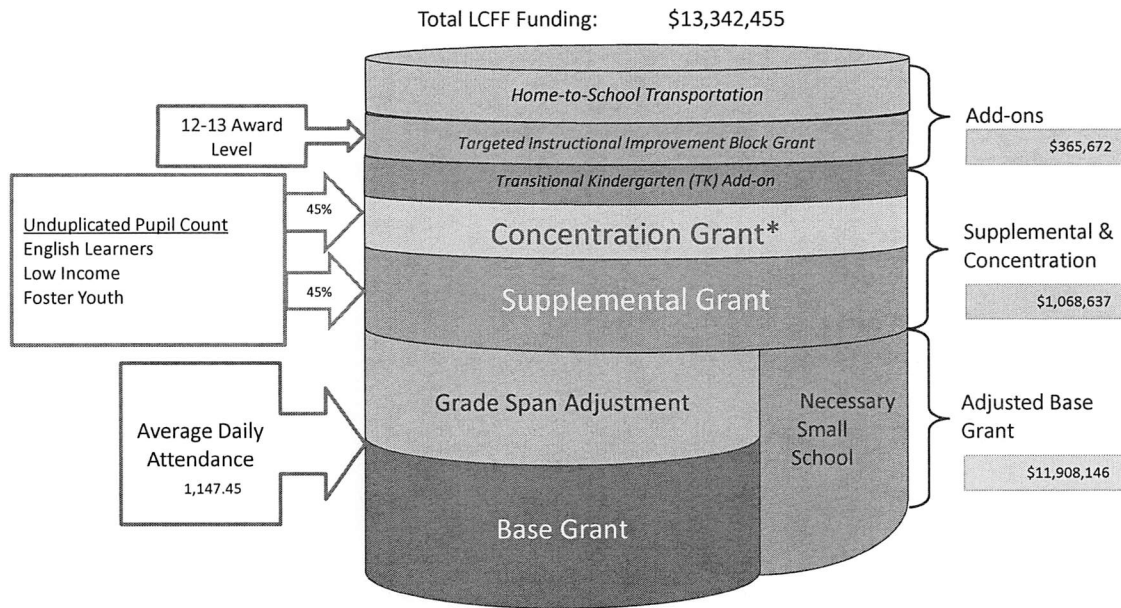 Total LCFF Funding: $13,342,455
Home-to-School Transportation
12-13 Award
Level
Targeted Instructional Improvement Block Grant
Add-ons
$365,672
Transitional Kindergarten (TK) Add-on
Unduplicated Pupil Count
English Learners
Low Income
Foster Youth
45%
45%
Concentration Grant*
Supplemental Grant
Supplemental &
Concentration
$1,068,637
Grade Span Adjustment
Necessary
Small
School
Adjusted Base
Grant
$11,908,146
Average Daily
Attendance
1,147.45
Base Grant